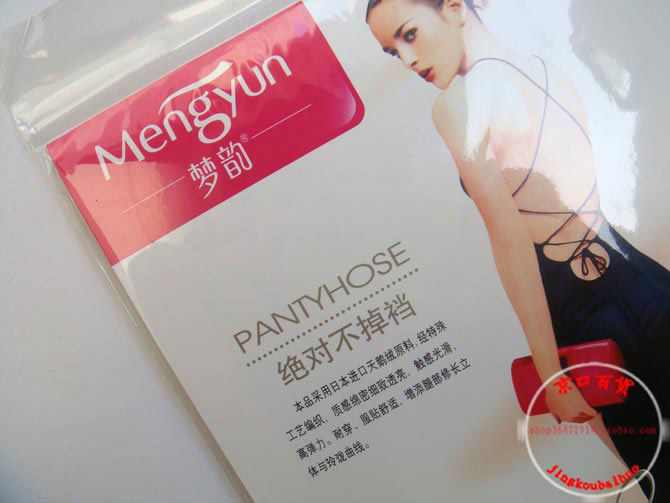 Mengyun
梦韵®
PANTYHOSE
绝对不掉裆
本品采用日本进口天鹅绒原料,经特殊
工艺编织,质感绵密细致透亮,触感光滑,
高弹力。耐穿、服贴舒适,增添腿部修长立
体与玲珑曲线。
京口百货
jingkoubaihuo